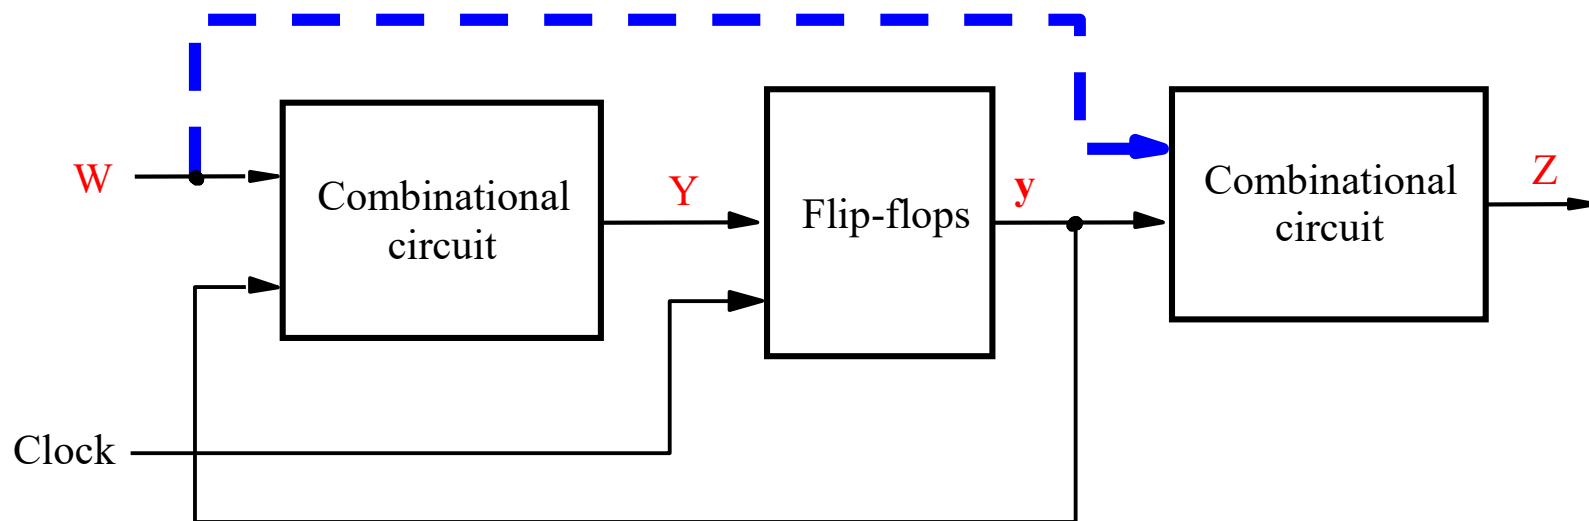 W
Combinational
circuit
Y
Flip-flops
y
Combinational
circuit
Z
Clock